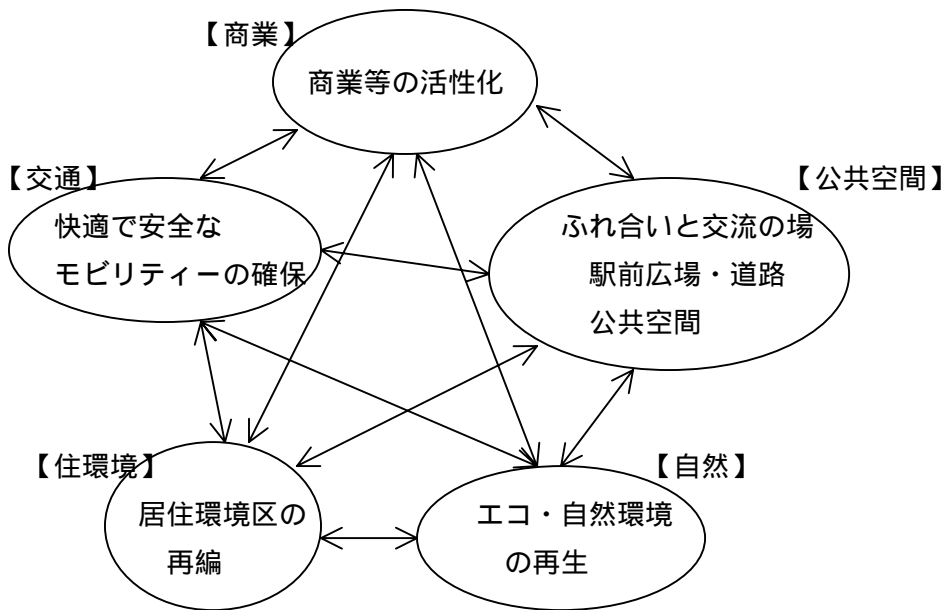 【商業】
商業等の活性化
【交通】
快適で安全な
モビリティーの確保
【公共空間】
ふれ合いと交流の場
駅前広場・道路
公共空間
【住環境】
居住環境区の
再編
【自然】
エコ・自然環境
の再生